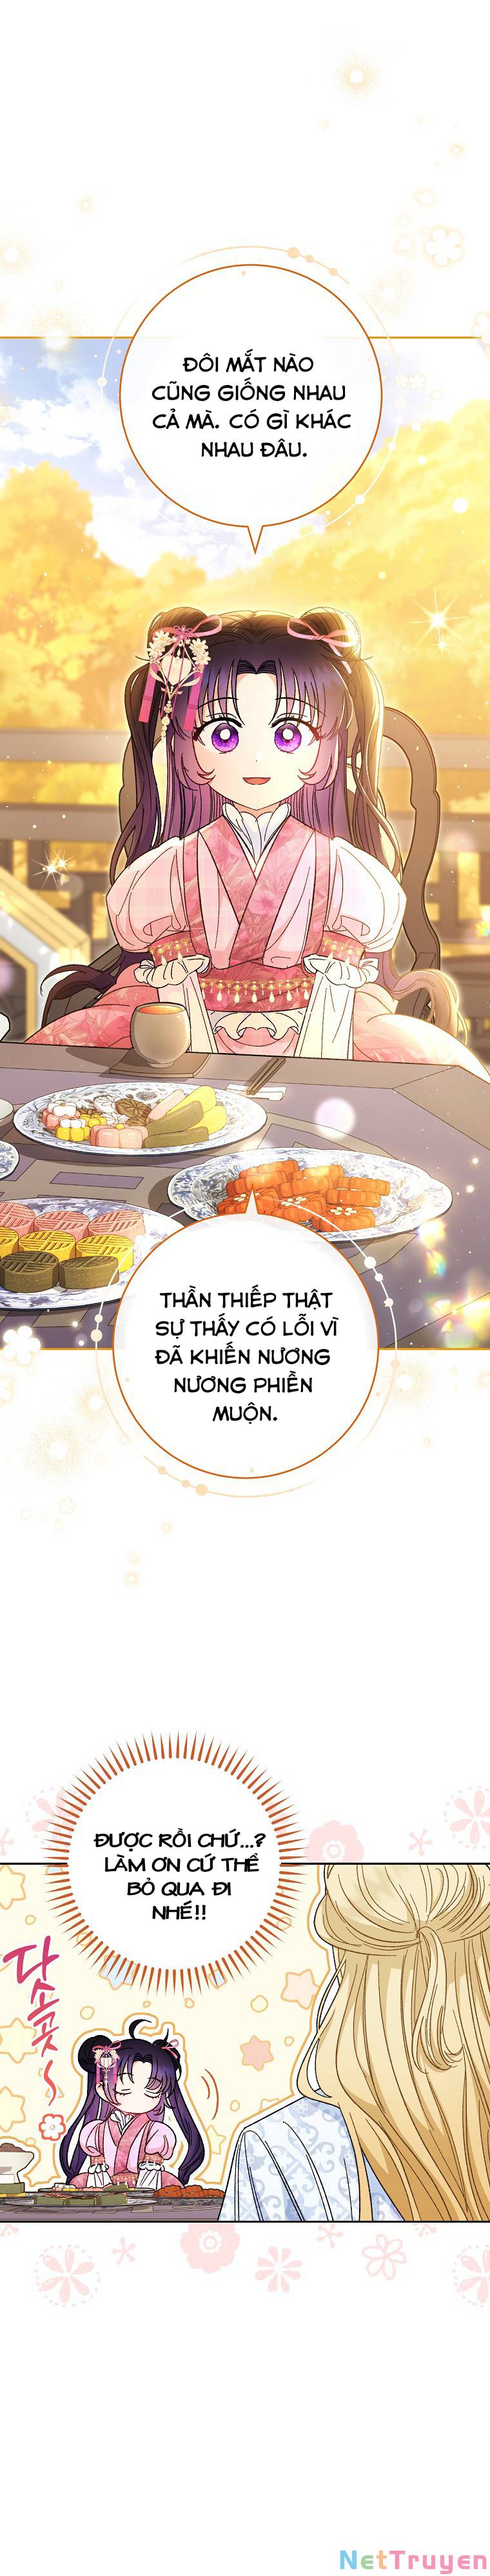 ĐÔI MẮT NÀO
CŨNG GIỐNG NHAU
CẢ MÀ. CÓ GÌ KHÁC
NHAU ĐÂU.
THẦN THIẾP THẬT
SỰ THẤY CÓ LỖI VÌ
ĐÃ KHIẾN NƯƠNG
NƯƠNG PHIỀN
MUỘN.
ĐƯỢC RỒI CHỨ...?
LÀM ƠN CỨ THẾ
BỎ QUA ĐI
NHÉ!!
다소곳~
NetTruyen